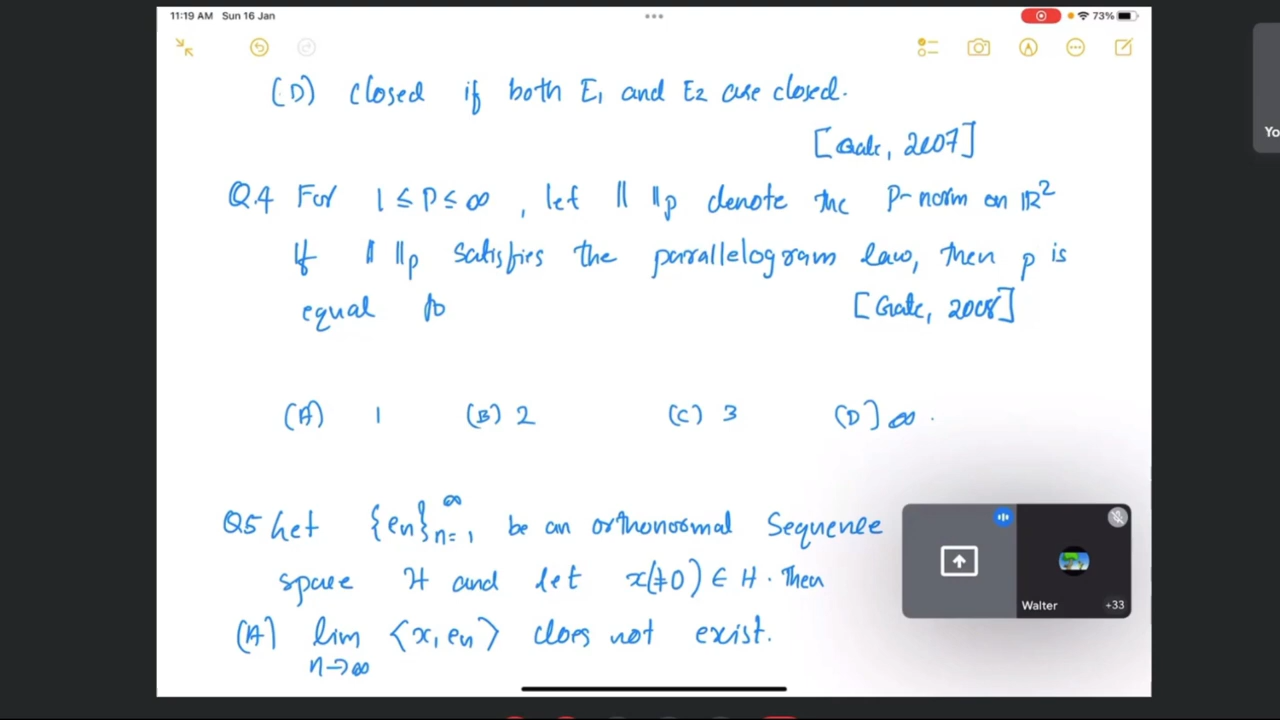 11:19 AM Sun 16 Jan
73%
(D) closed if both E₁ and E₂ are closed.
[Gate, 2007]
Q.4 For 1 ≤ P ≤ ∞, let ‖ ‖p denote the P-norm on ℝ²
If ‖ ‖p satisfies the parallelogram law, then p is
equal to [Gate, 2008]
(A) 1 (B) 2 (C) 3 (D) ∞.
Q5 Let {en}∞n=1 be an orthonormal Sequence
space H and let x(≠0) ∈ H. Then
(A) lim n→∞ ⟨x, en⟩ does not exist.
Yo
Walter +33